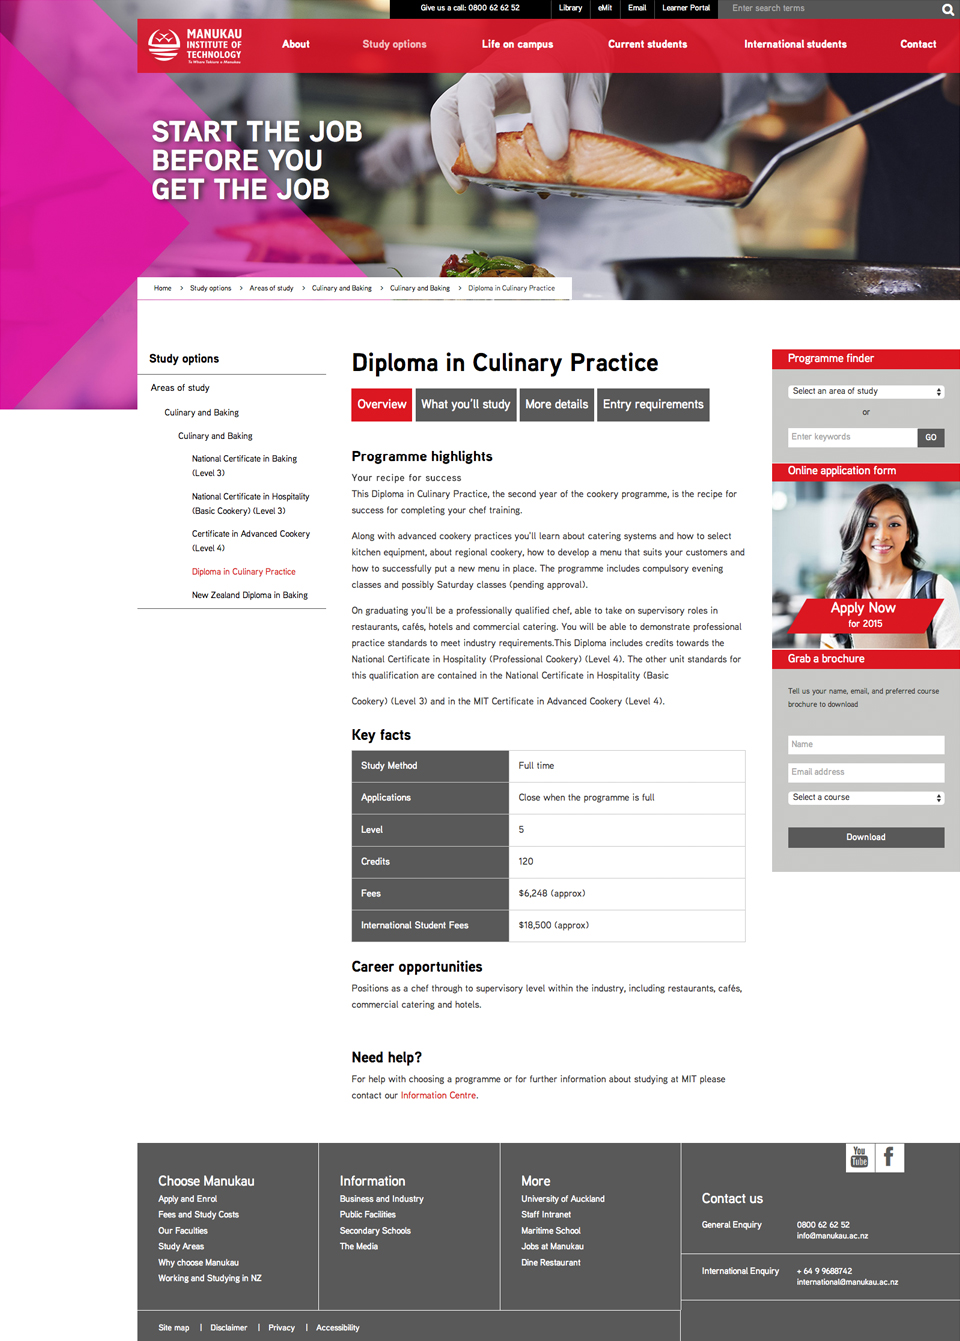 Give us a call: 0800 62 62 52
Library
eMit
Email
Learner Portal
Enter search terms
MANUKAU
INSTITUTE OF
TECHNOLOGY
Te Whare Takiura o Manukau
About
Study options
Life on campus
Current students
International students
Contact
START THE JOB
BEFORE YOU
GET THE JOB
Home > Study options > Areas of study > Culinary and Baking > Culinary and Baking > Diploma in Culinary Practice
Study options
Areas of study
Culinary and Baking
Culinary and Baking
National Certificate in Baking
(Level 3)
National Certificate in Hospitality
(Basic Cookery) (Level 3)
Certificate in Advanced Cookery
(Level 4)
Diploma in Culinary Practice
New Zealand Diploma in Baking
Diploma in Culinary Practice
Overview
What you'll study
More details
Entry requirements
Programme highlights
Your recipe for success
This Diploma in Culinary Practice, the second year of the cookery programme, is the recipe for
success for completing your chef training.
Along with advanced cookery practices you'll learn about catering systems and how to select
kitchen equipment, about regional cookery, how to develop a menu that suits your customers and
how to successfully put a new menu in place. The programme includes compulsory evening
classes and possibly Saturday classes (pending approval).
On graduating you'll be a professionally qualified chef, able to take on supervisory roles in
restaurants, cafés, hotels and commercial catering. You will be able to demonstrate professional
practice standards to meet industry requirements.This Diploma includes credits towards the
National Certificate in Hospitality (Professional Cookery) (Level 4). The other unit standards for
this qualification are contained in the National Certificate in Hospitality (Basic
Cookery) (Level 3) and in the MIT Certificate in Advanced Cookery (Level 4).
Key facts
Study Method Full time
Applications Close when the programme is full
Level 5
Credits 120
Fees $6,248 (approx)
International Student Fees $18,500 (approx)
Career opportunities
Positions as a chef through to supervisory level within the industry, including restaurants, cafés,
commercial catering and hotels.
Need help?
For help with choosing a programme or for further information about studying at MIT please
contact our Information Centre.
Programme finder
Select an area of study
or
Enter keywords
GO
Online application form
Apply Now
for 2015
Grab a brochure
Tell us your name, email, and preferred course
brochure to download
Name
Email address
Select a course
Download
Choose Manukau
Apply and Enrol
Fees and Study Costs
Our Faculties
Study Areas
Why choose Manukau
Working and Studying in NZ
Information
Business and Industry
Public Facilities
Secondary Schools
The Media
More
University of Auckland
Staff Intranet
Maritime School
Jobs at Manukau
Dine Restaurant
You
Tube
f
Contact us
General Enquiry 0800 62 62 52
info@manukau.ac.nz
International Enquiry + 64 9 9688742
international@manukau.ac.nz
Site map | Disclaimer | Privacy | Accessibility